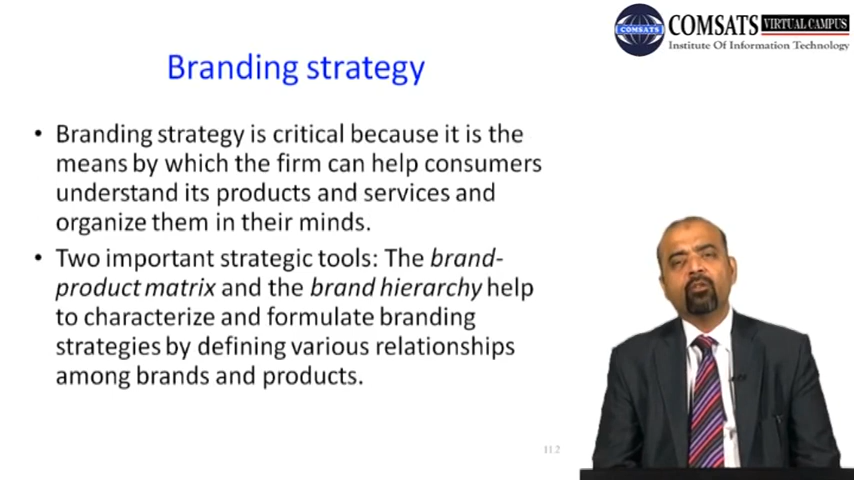 COMSATS
COMSATS VIRTUAL CAMPUS
Institute Of Information Technology
Branding strategy
• Branding strategy is critical because it is the
means by which the firm can help consumers
understand its products and services and
organize them in their minds.
• Two important strategic tools: The brand-
product matrix and the brand hierarchy help
to characterize and formulate branding
strategies by defining various relationships
among brands and products.
11.2